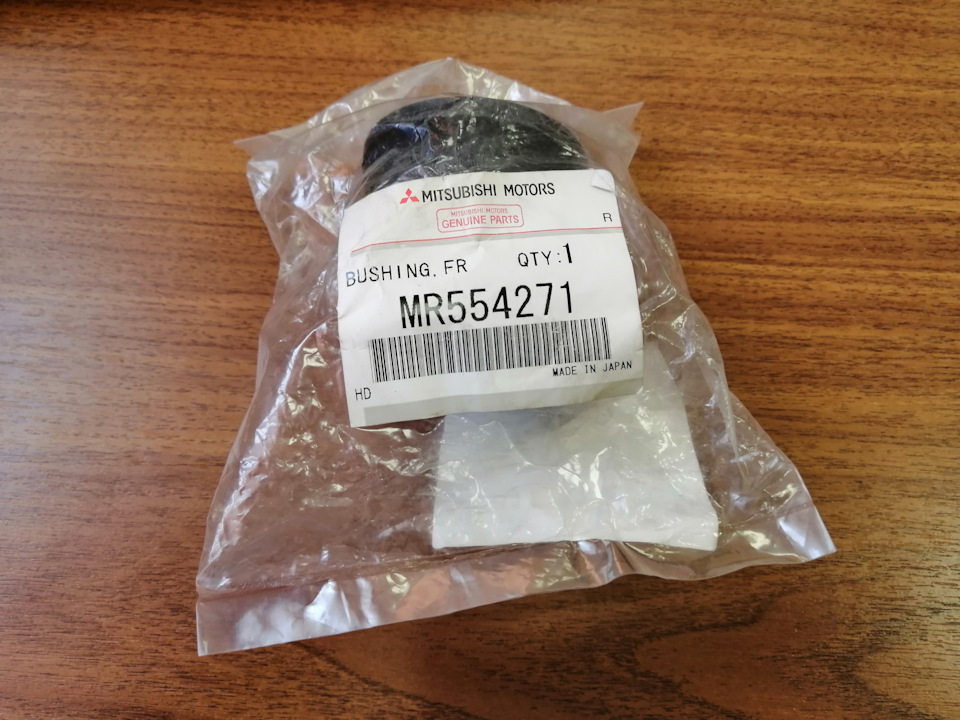 MITSUBISHI MOTORS
MITSUBISHI MOTORS
GENUINE PARTS
R
BUSHING, FR QTY:1
MR554271
MADE IN JAPAN
HD